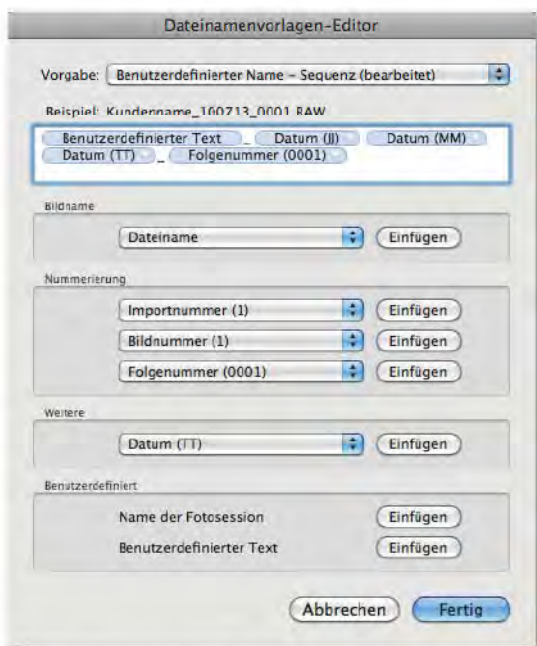 Dateinamenvorlagen-Editor
Vorgabe: Benutzerdefinierter Name – Sequenz (bearbeitet)
Beispiel: Kundenname_100713_0001.RAW
Benutzerdefinierter Text _ Datum (JJ) Datum (MM)
Datum (TT) _ Folgenummer (0001)
Bildname
Dateiname Einfügen
Nummerierung
Importnummer (1) Einfügen
Bildnummer (1) Einfügen
Folgenummer (0001) Einfügen
Weitere
Datum (TT) Einfügen
Benutzerdefiniert
Name der Fotosession Einfügen
Benutzerdefinierter Text Einfügen
Abbrechen Fertig